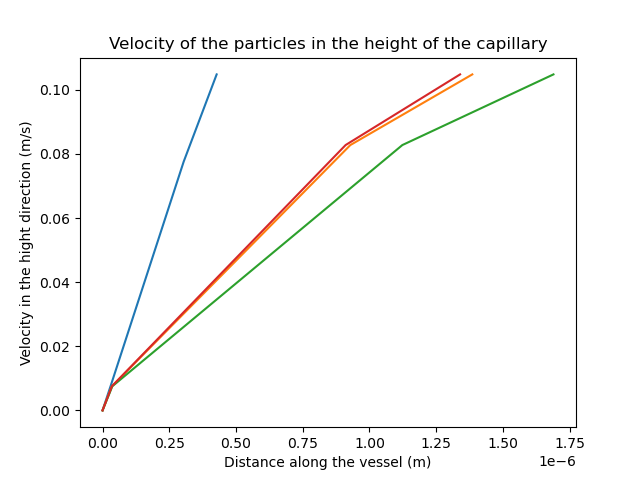 Velocity of the particles in the height of the capillary
0.10
0.08
0.06
0.04
0.02
0.00
Velocity in the hight direction (m/s)
0.00 0.25 0.50 0.75 1.00 1.25 1.50 1.75
1e−6
Distance along the vessel (m)